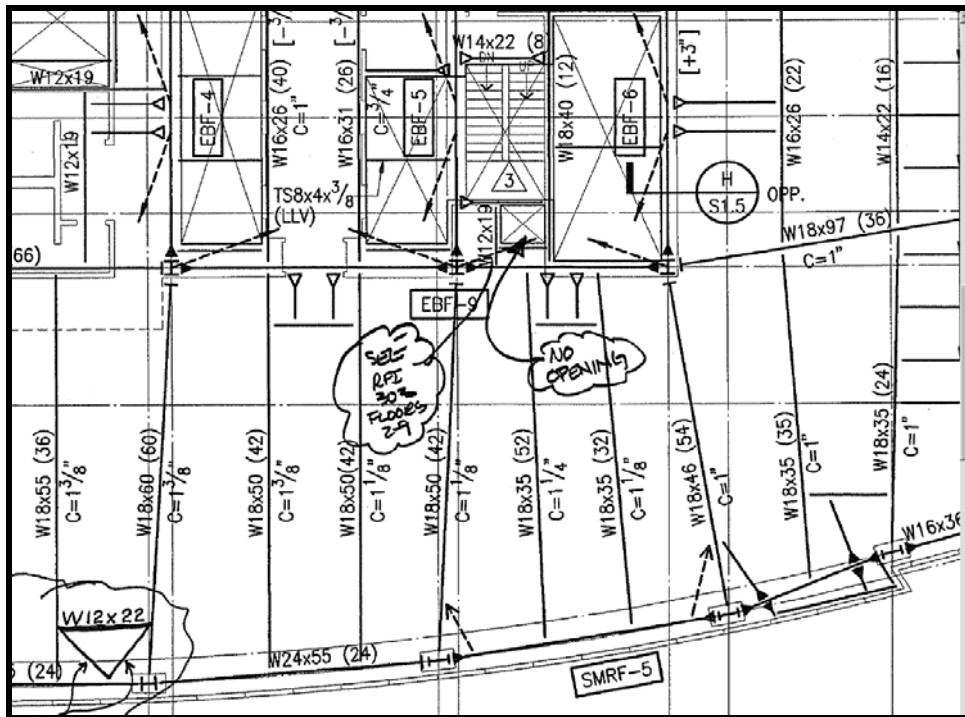 W12x19
W12x19
EBF-4
W16x26 (40)
C=1"
[-3
W16x31 (26)
C=3/4"
[-3
EBF-5
W14x22 (8
DN
UP
3
W12x19
W18x40 (12)
EBF-6
[+3"]
W16x26 (22)
W14x22 (16)
TS8x4x3/8
(LLV)
H
S1.5
OPP.
W18x97 (36)
C=1"
66)
EBF-9
SEE
RFI
303
FLOORS
2-9
NO
OPENING
W18x55 (36)
C=1 3/8"
W18x60 (60)
C=1 3/8"
W18x50 (42)
C=1 3/8"
W18x50 (42)
C=1 1/8"
W18x50 (42)
C=1 1/8"
W18x35 (52)
C=1 1/4"
W18x35 (32)
C=1 1/8"
W18x46 (54)
C=1"
W18x35 (35)
C=1"
W18x35 (24)
C=1"
W16x36
W12x22
(24)
W24x55 (24)
SMRF-5